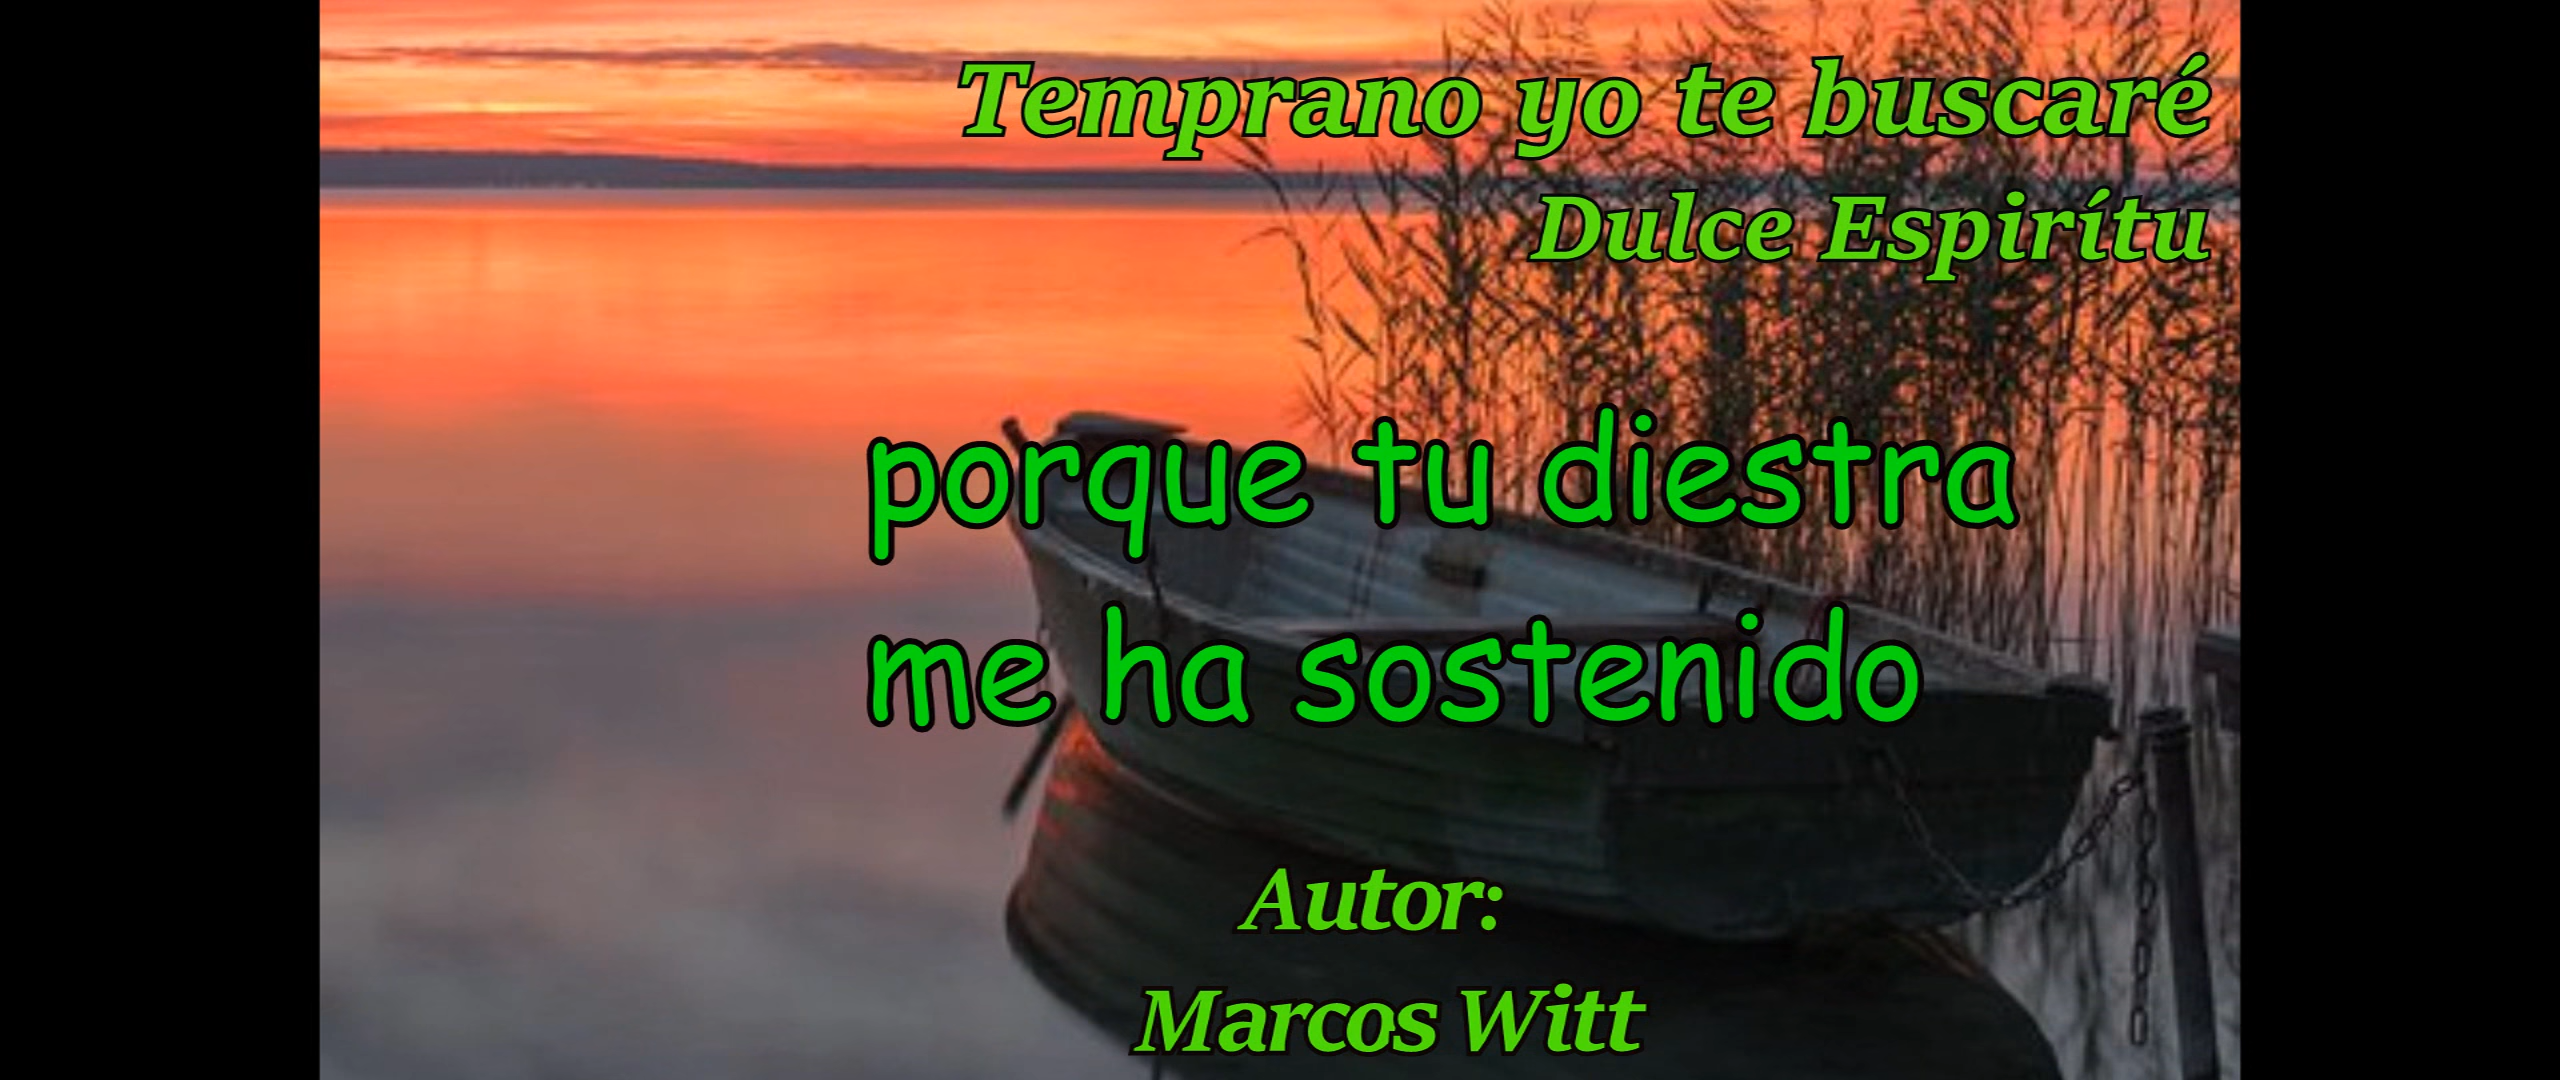 Temprano yo te buscaré
Dulce Espirítu
porque tu diestra
me ha sostenido
Autor:
Marcos Witt